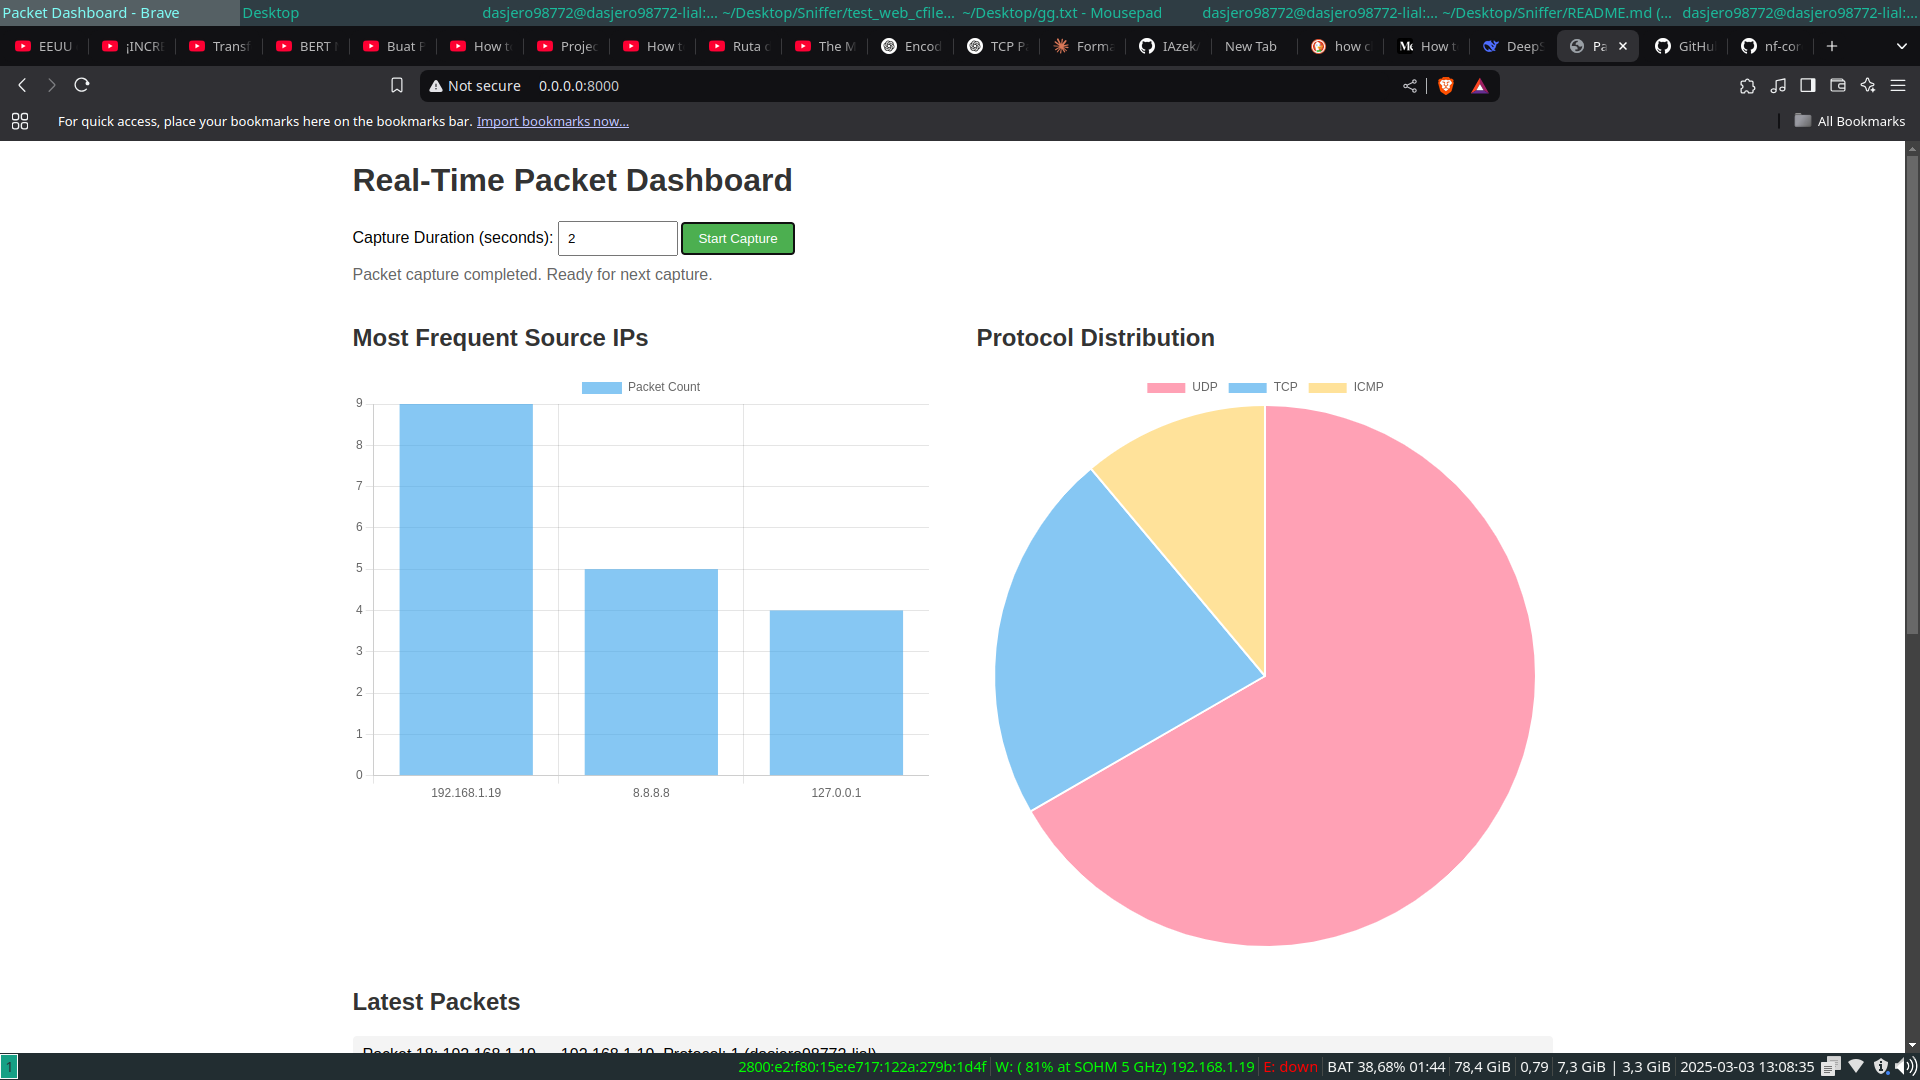 Packet Dashboard - Brave Desktop dasjero98772@dasjero98772-lial:... ~/Desktop/Sniffer/test_web_cfile... ~/Desktop/gg.txt - Mousepad dasjero98772@dasjero98772-lial:... ~/Desktop/Sniffer/README.md (... dasjero98772@dasjero98772-lial:...
EEUU ¡INCRE Transf BERT Buat How t Projec How t Ruta The M Encod TCP P Forma IAzek New Tab how c How t DeepS Pa GitHu nf-cor
Not secure 0.0.0.0:8000
For quick access, place your bookmarks here on the bookmarks bar. Import bookmarks now... All Bookmarks
Real-Time Packet Dashboard
Capture Duration (seconds): 2 Start Capture
Packet capture completed. Ready for next capture.
Most Frequent Source IPs
Packet Count
9
8
7
6
5
4
3
2
1
0
192.168.1.19 8.8.8.8 127.0.0.1
Protocol Distribution
UDP TCP ICMP
Latest Packets
1 2800:e2:f80:15e:e717:122a:279b:1d4f W: ( 81% at SOHM 5 GHz) 192.168.1.19 E: down BAT 38,68% 01:44 78,4 GiB 0,79 7,3 GiB | 3,3 GiB 2025-03-03 13:08:35